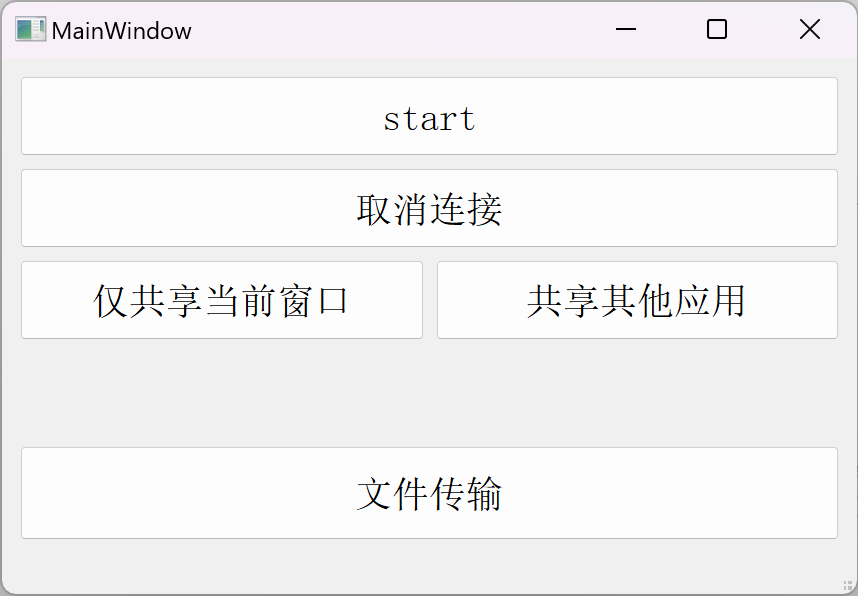 MainWindow
start
取消连接
仅共享当前窗口
共享其他应用
文件传输